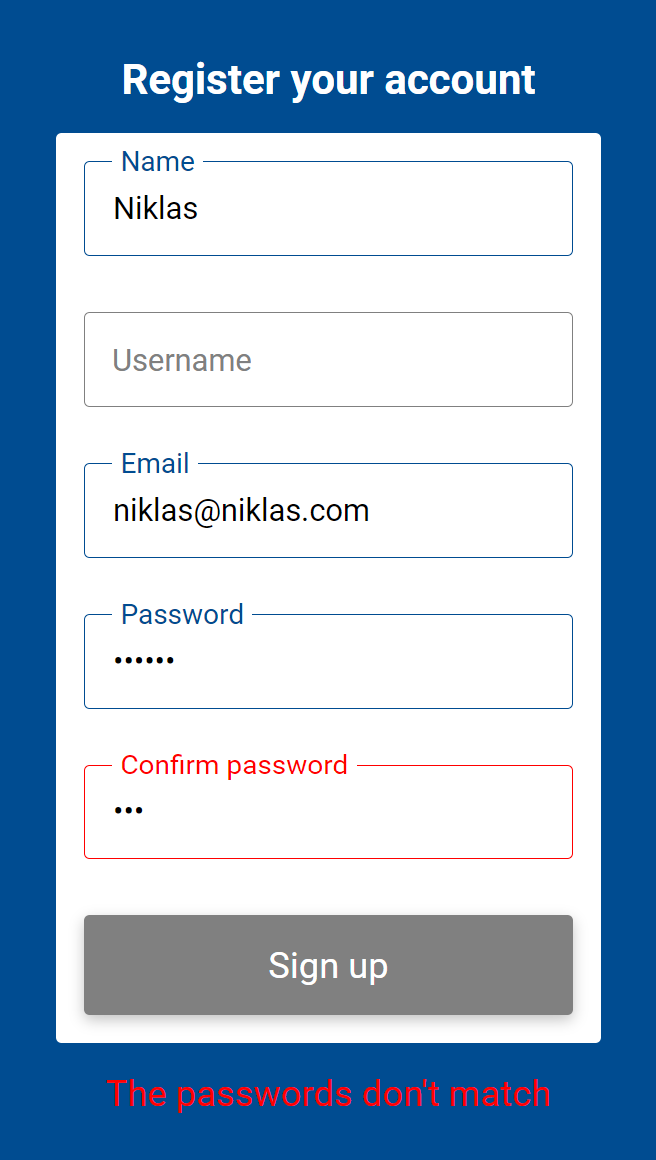 Register your account
Name
Niklas
Username
Email
niklas@niklas.com
Password
••••••
Confirm password
•••
Sign up
The passwords don't match